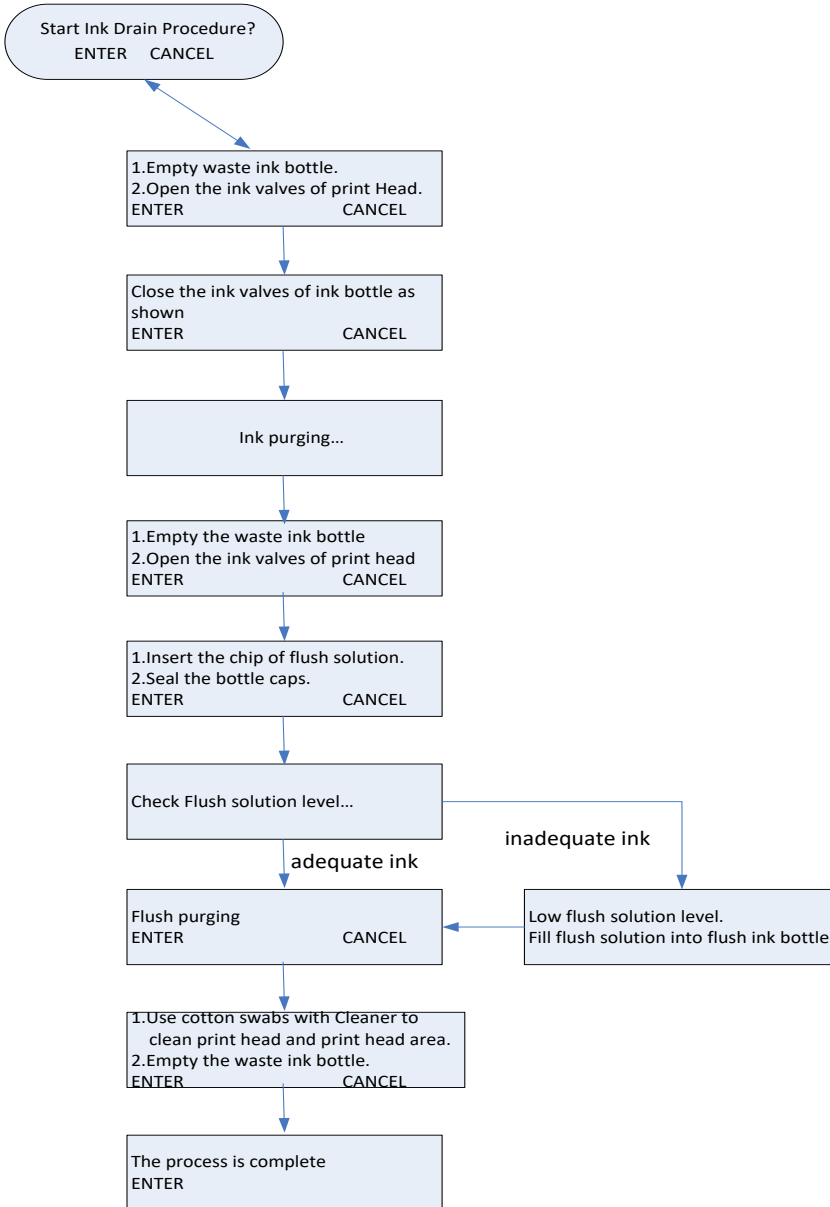 Start Ink Drain Procedure?
ENTER CANCEL
1.Empty waste ink bottle.
2.Open the ink valves of print Head.
ENTER CANCEL
Close the ink valves of ink bottle as
shown
ENTER CANCEL
Ink purging...
1.Empty the waste ink bottle
2.Open the ink valves of print head
ENTER CANCEL
1.Insert the chip of flush solution.
2.Seal the bottle caps.
ENTER CANCEL
Check Flush solution level...
inadequate ink
adequate ink
Flush purging
ENTER CANCEL
Low flush solution level.
Fill flush solution into flush ink bottle
1.Use cotton swabs with Cleaner to
clean print head and print head area.
2.Empty the waste ink bottle.
ENTER CANCEL
The process is complete
ENTER